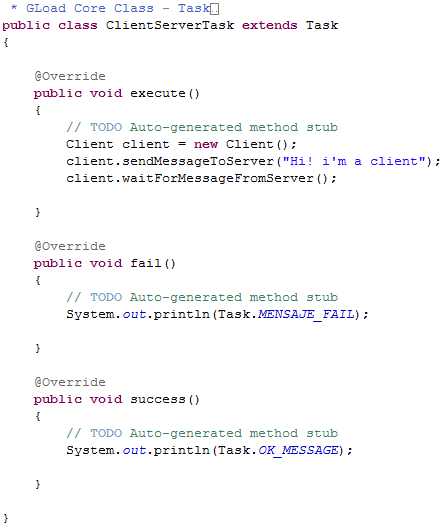 * GLoad Core Class - Task..
public class ClientServerTask extends Task
{
@Override
public void execute()
{
// TODO Auto-generated method stub
Client client = new Client();
client.sendMessageToServer("Hi! i'm a client");
client.waitForMessageFromServer();
}
@Override
public void fail()
{
// TODO Auto-generated method stub
System.out.println(Task.MENSAJE_FAIL);
}
@Override
public void success()
{
// TODO Auto-generated method stub
System.out.println(Task.OK_MESSAGE);
}
}